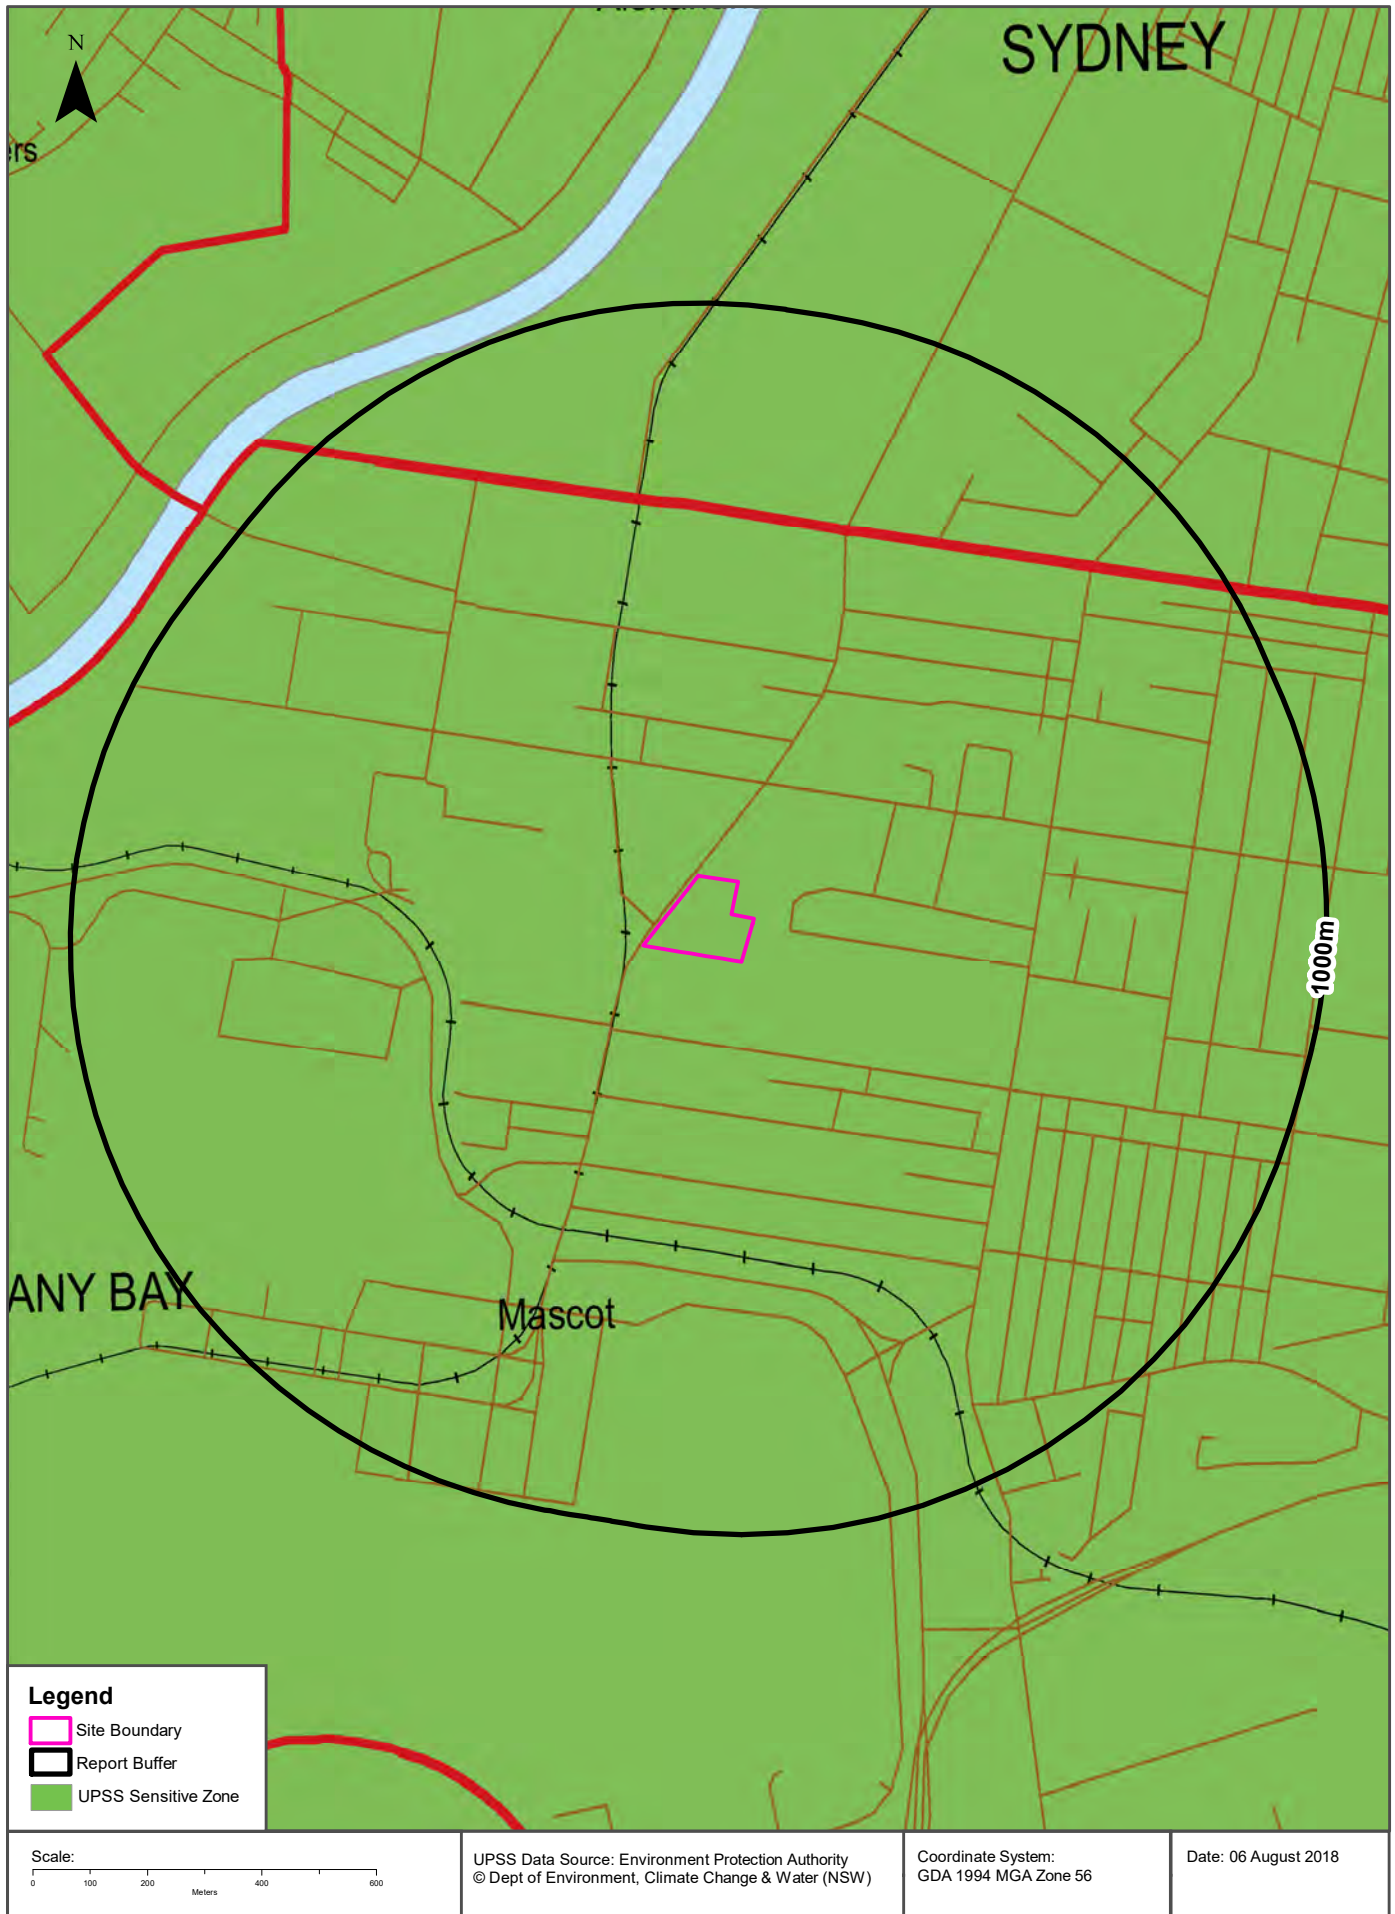 SYDNEY
N
ers
1000m
ANY BAY
Mascot
Legend
Site Boundary
Report Buffer
UPSS Sensitive Zone
Scale:
0 100 200 400 600
Meters
UPSS Data Source: Environment Protection Authority
© Dept of Environment, Climate Change & Water (NSW)
Coordinate System:
GDA 1994 MGA Zone 56
Date: 06 August 2018